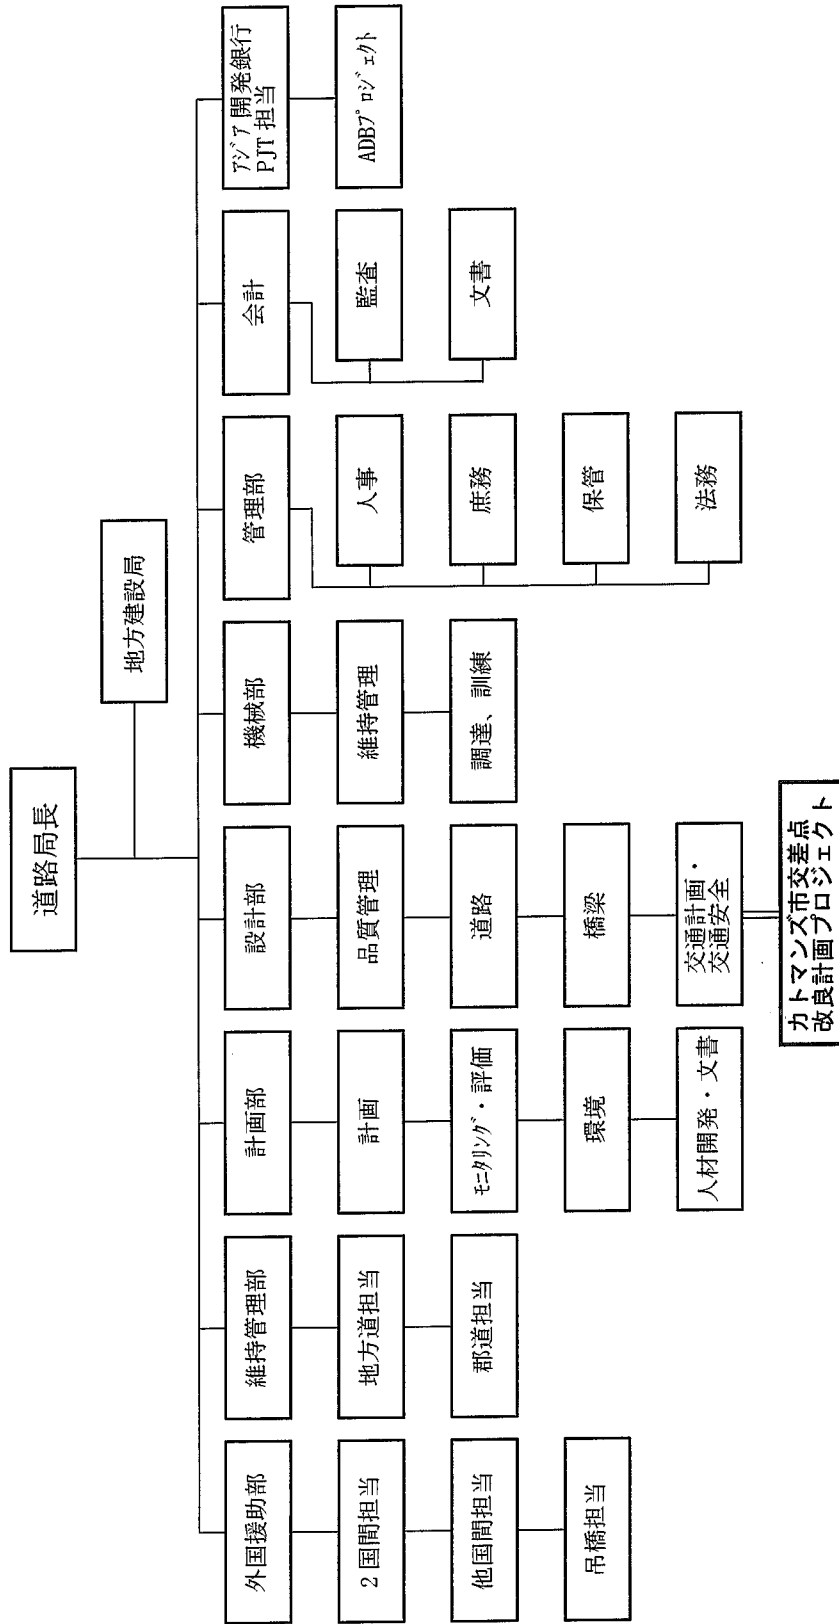 道路局長
地方建設局
外国援助部
2国間担当
他国間担当
吊橋担当
維持管理部
地方道担当
郡道担当
計画部
計画
モニタリング・評価
環境
人材開発・文書
設計部
品質管理
道路
橋梁
交通計画・
交通安全
カトマンズ市交差点
改良計画プロジェクト
機械部
維持管理
調達、訓練
管理部
人事
庶務
保管
法務
会計
監査
文書
アジア開発銀行
PJT担当
ADBプロジェクト